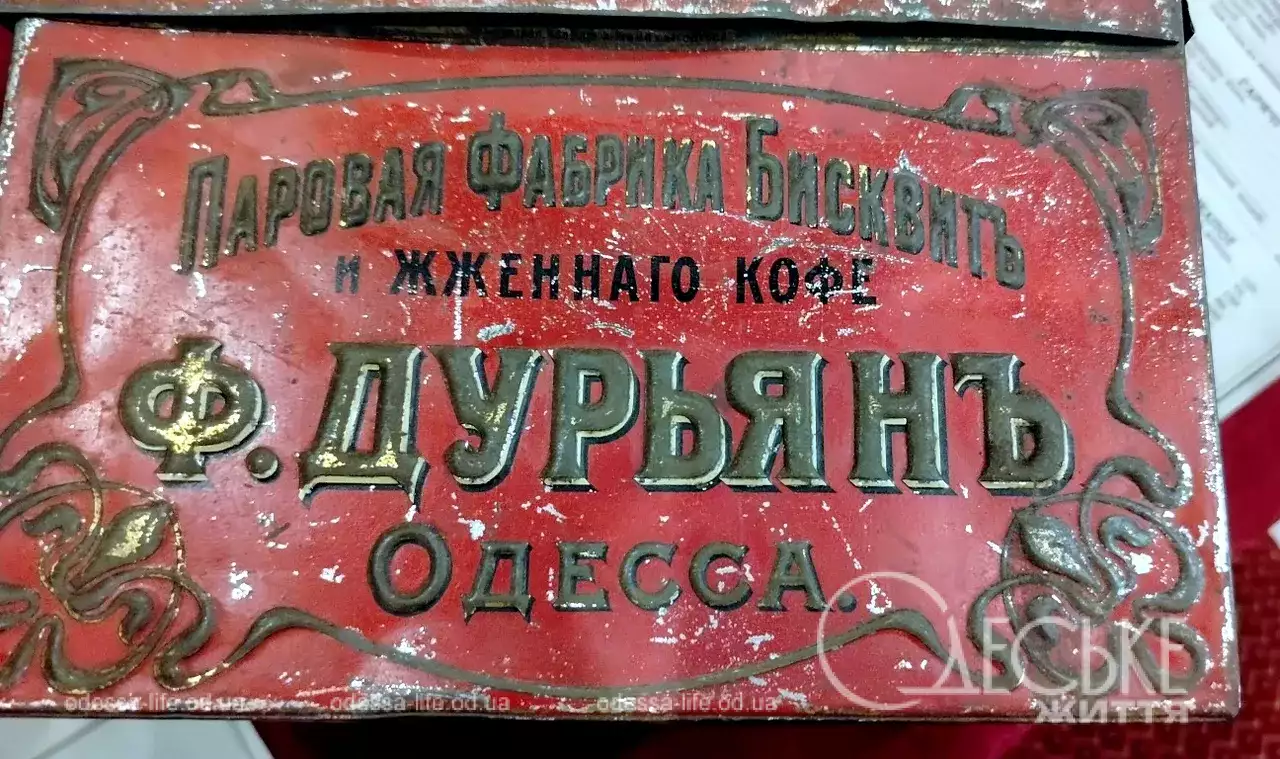 Паровая Фабрика Бисквитъ
и жженнаго кофе
Ф. Дурьянъ
Одесса.
Одеське
життя
odessa-life.od.ua odessa-life.od.ua odessa-life.od.ua